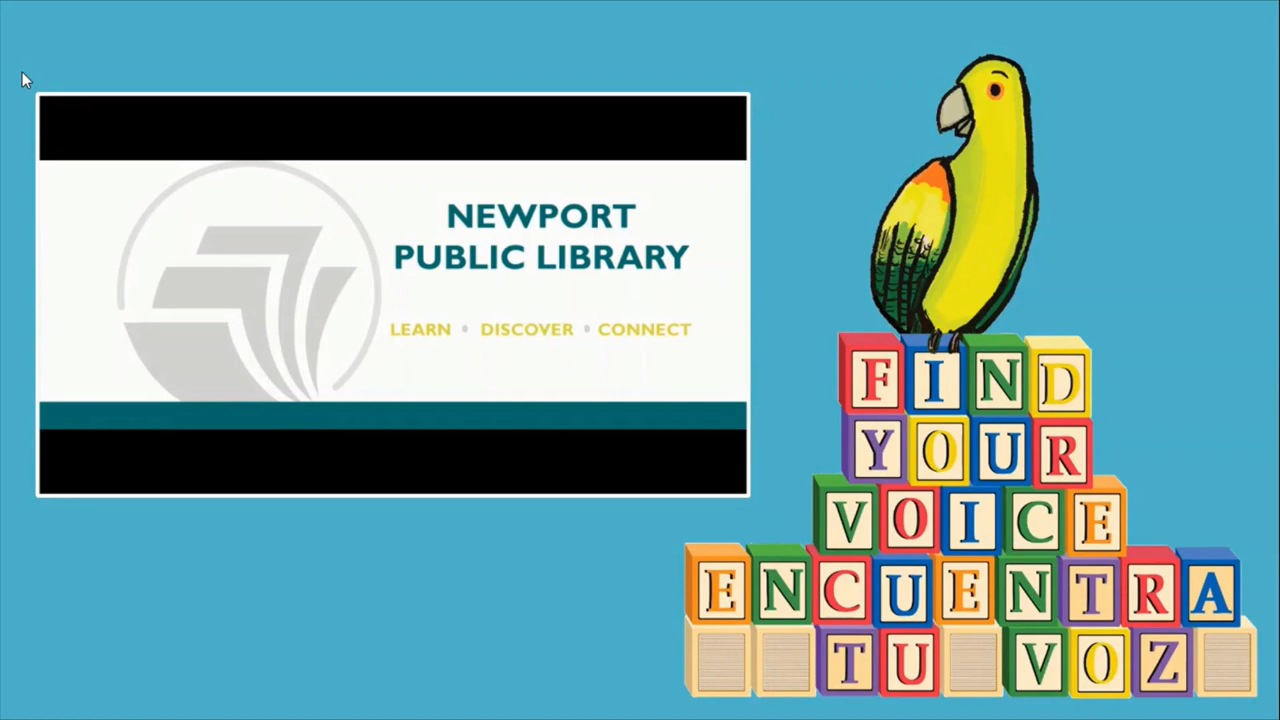 NEWPORT
PUBLIC LIBRARY
LEARN • DISCOVER • CONNECT
FIND
YOUR
VOICE
ENCUENTRA
TU VOZ